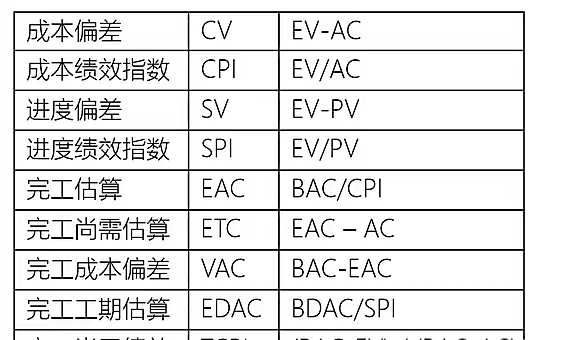 成本偏差 CV EV-AC
成本绩效指数 CPI EV/AC
进度偏差 SV EV-PV
进度绩效指数 SPI EV/PV
完工估算 EAC BAC/CPI
完工尚需估算 ETC EAC – AC
完工成本偏差 VAC BAC-EAC
完工工期估算 EDAC BDAC/SPI